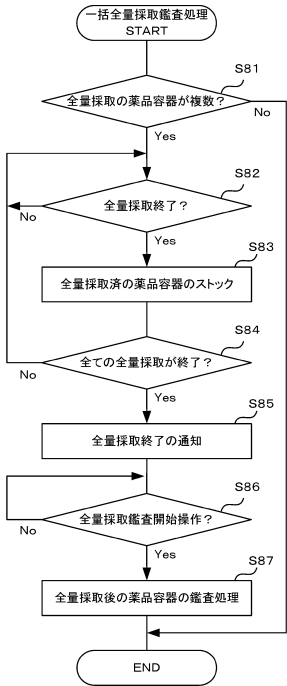 一括全量採取鑑査処理
START
S81
全量採取の薬品容器が複数？
No
Yes
S82
全量採取終了？
No
Yes
S83
全量採取済の薬品容器のストック
S84
全ての全量採取が終了？
No
Yes
S85
全量採取終了の通知
S86
全量採取鑑査開始操作？
No
Yes
S87
全量採取後の薬品容器の鑑査処理
END